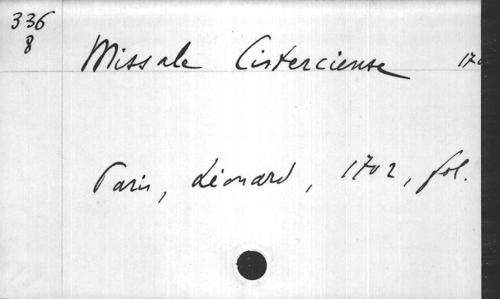 336
8
Missale Cisterciense
Paris, Léonard, 1702, fol.